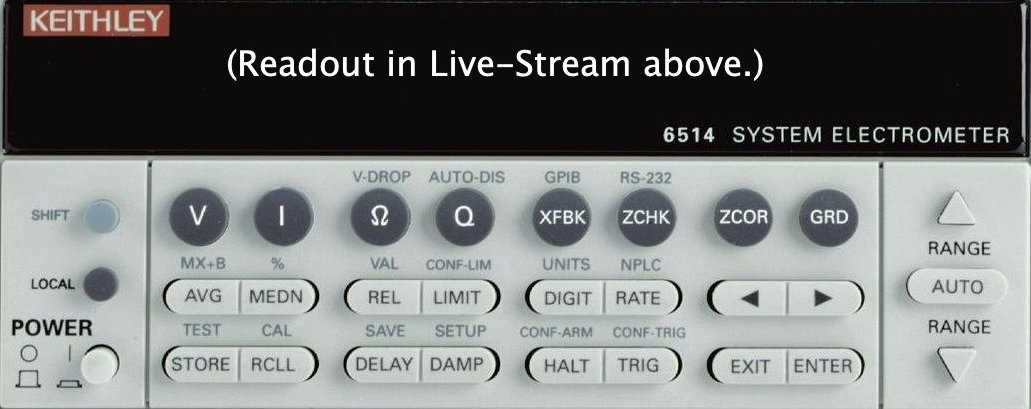 KEITHLEY
(Readout in Live-Stream above.)
6514 SYSTEM ELECTROMETER
V-DROP AUTO-DIS GPIB RS-232
SHIFT V I Ω Q XFBK ZCHK ZCOR GRD
RANGE
MX+B % VAL CONF-LIM UNITS NPLC
LOCAL AVG MEDN REL LIMIT DIGIT RATE ◀ ▶ AUTO
POWER TEST CAL SAVE SETUP CONF-ARM CONF-TRIG RANGE
STORE RCLL DELAY DAMP HALT TRIG EXIT ENTER